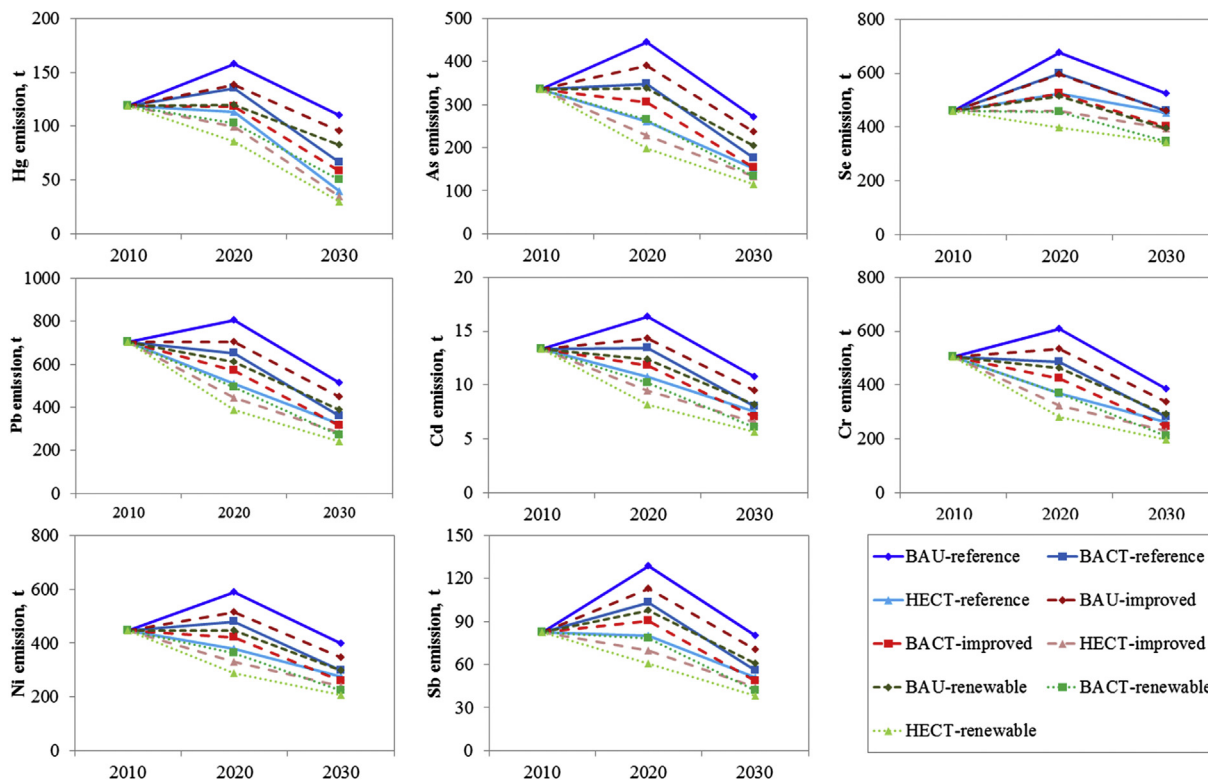 Hg emission, t
200
150
100
50
0
2010 2020 2030
As emission, t
500
400
300
200
100
0
2010 2020 2030
Se emission, t
800
600
400
200
0
2010 2020 2030
Pb emission, t
1000
800
600
400
200
0
2010 2020 2030
Cd emission, t
20
15
10
5
0
2010 2020 2030
Cr emission, t
800
600
400
200
0
2010 2020 2030
Ni emission, t
800
600
400
200
0
2010 2020 2030
Sb emission, t
150
120
90
60
30
0
2010 2020 2030
BAU-reference BACT-reference
HECT-reference BAU-improved
BACT-improved HECT-improved
BAU-renewable BACT-renewable
HECT-renewable